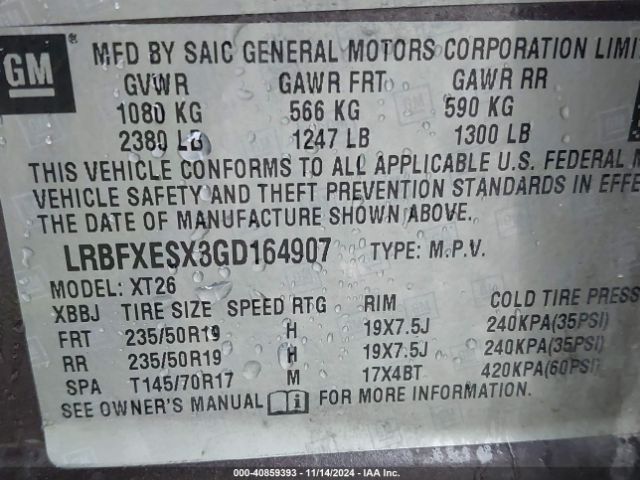 GM
MFD BY SAIC GENERAL MOTORS CORPORATION
GVWR GAWR FRT GAWR RR
1080 KG 566 KG 590 KG
2380 LB 1247 LB 1300 LB
THIS VEHICLE CONFORMS TO ALL APPLICABLE U.S. FEDERAL
VEHICLE SAFETY AND THEFT PREVENTION STANDARDS IN
THE DATE OF MANUFACTURE SHOWN ABOVE.
LRBFXESX3GD164907 TYPE: M.P.V.
MODEL: XT26
XBBJ TIRE SIZE SPEED RTG RIM COLD TIRE
FRT 235/50R19 H 19X7.5J 240KPA(35PSI)
RR 235/50R19 H 19X7.5J 240KPA(35PSI)
SPA T145/70R17 M 17X4BT 420KPA(60PSI)
SEE OWNER'S MANUAL FOR MORE INFORMATION.
000-40859393 - 11/14/2024 - IAA Inc.